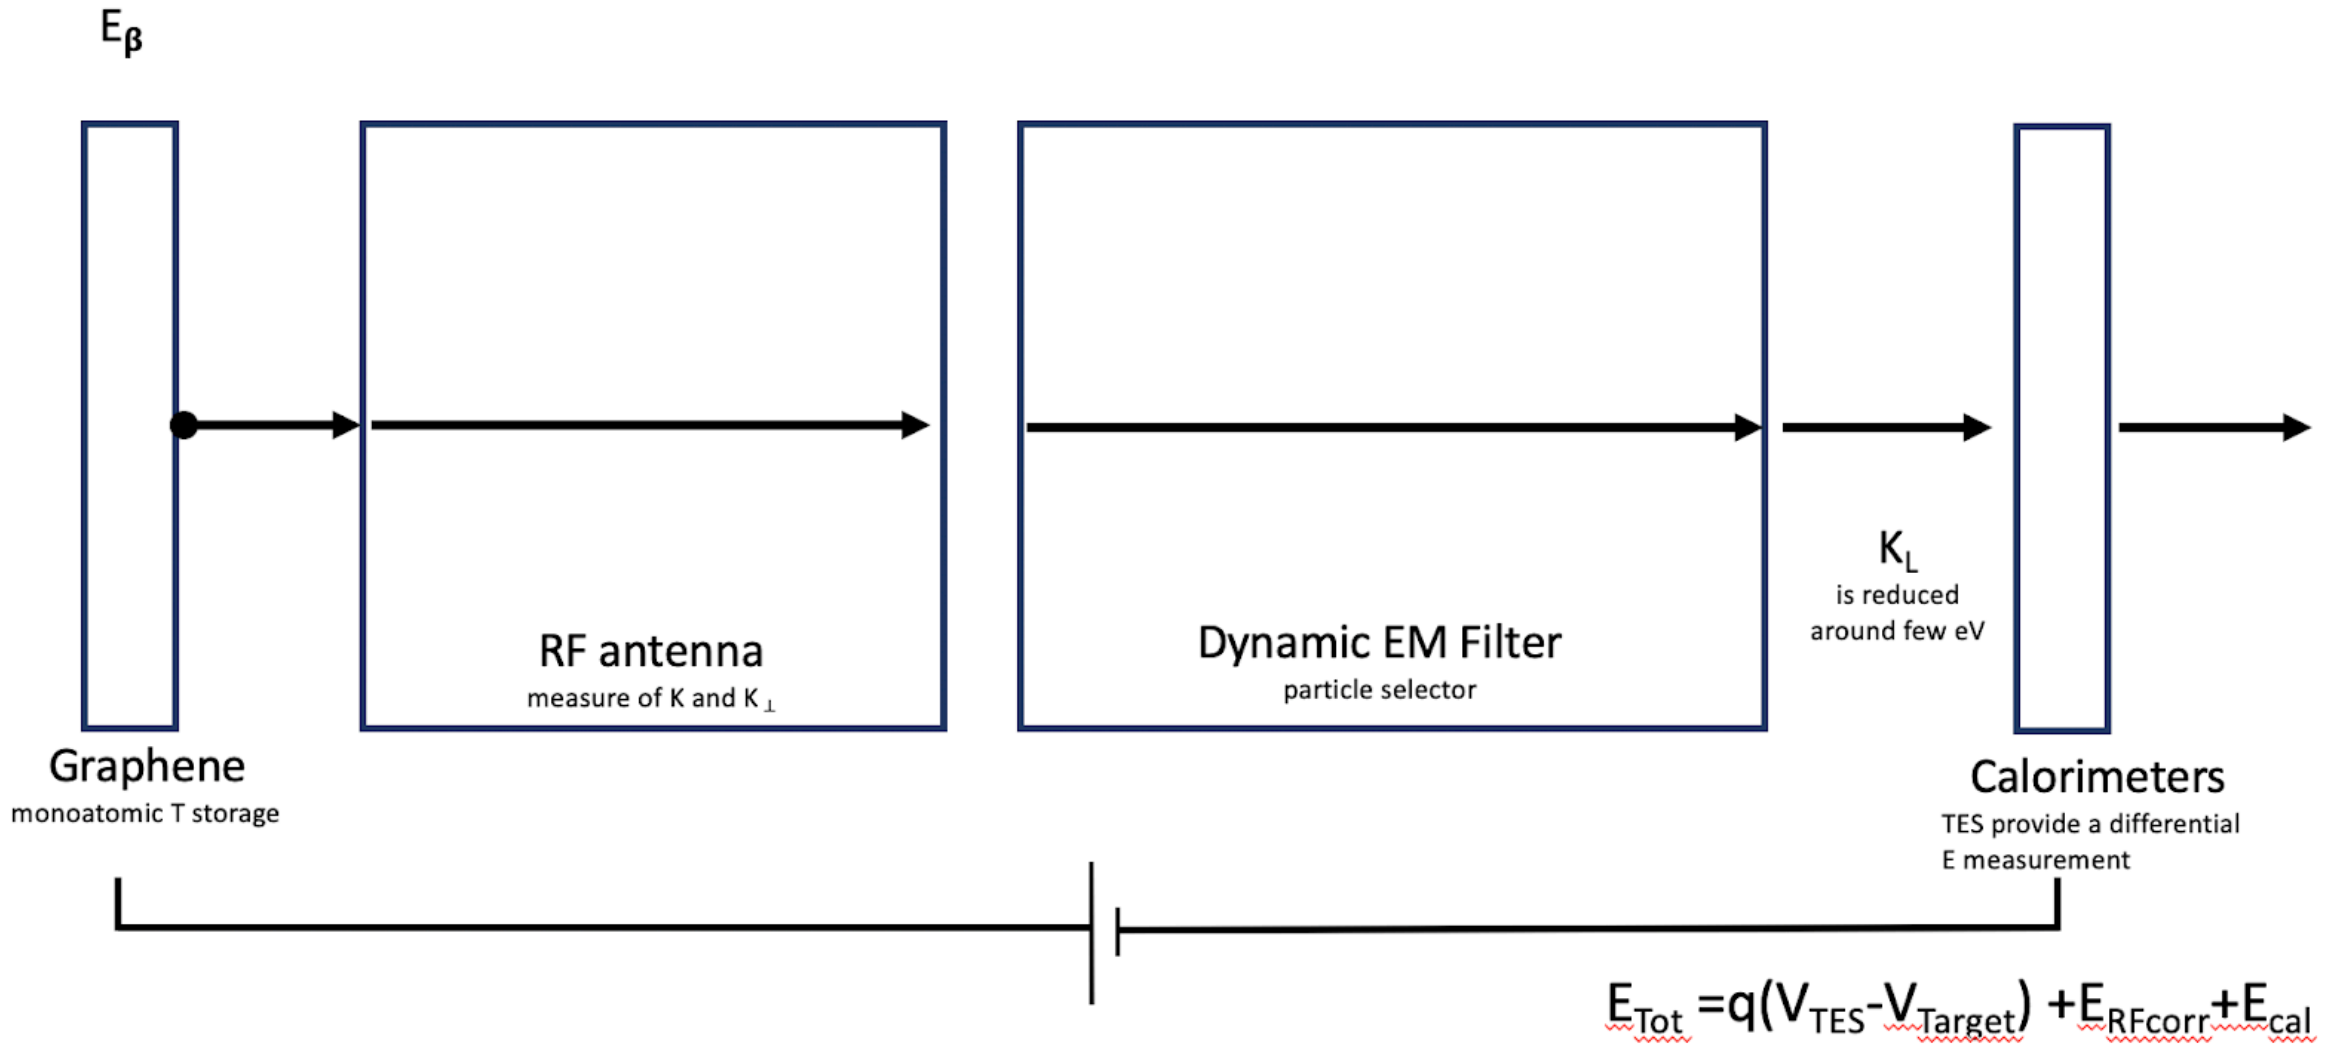 Eβ
RF antenna
measure of K and K⊥
Dynamic EM Filter
particle selector
KL
is reduced
around few eV
Graphene
monoatomic T storage
Calorimeters
TES provide a differential
E measurement
ETot =q(VTES-VTarget) +ERFcorr+Ecal